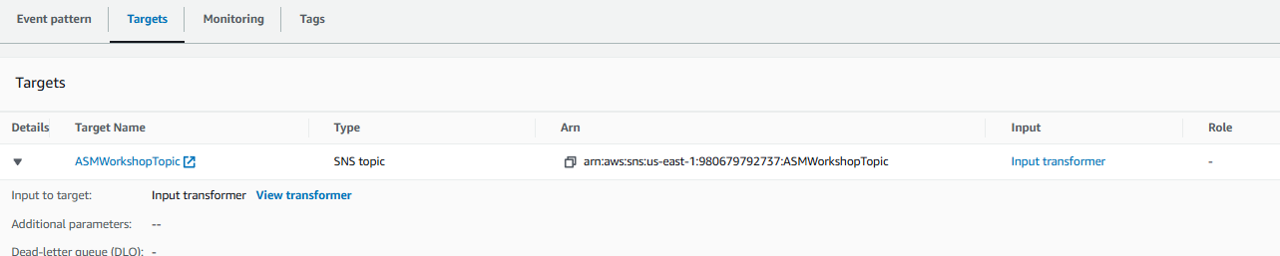 Event pattern Targets Monitoring Tags
Targets
Details Target Name Type Arn Input Role
ASMWorkshopTopic SNS topic arn:aws:sns:us-east-1:980679792737:ASMWorkshopTopic Input transformer -
Input to target: Input transformer View transformer
Additional parameters: --
Dead-letter queue (DLQ): -